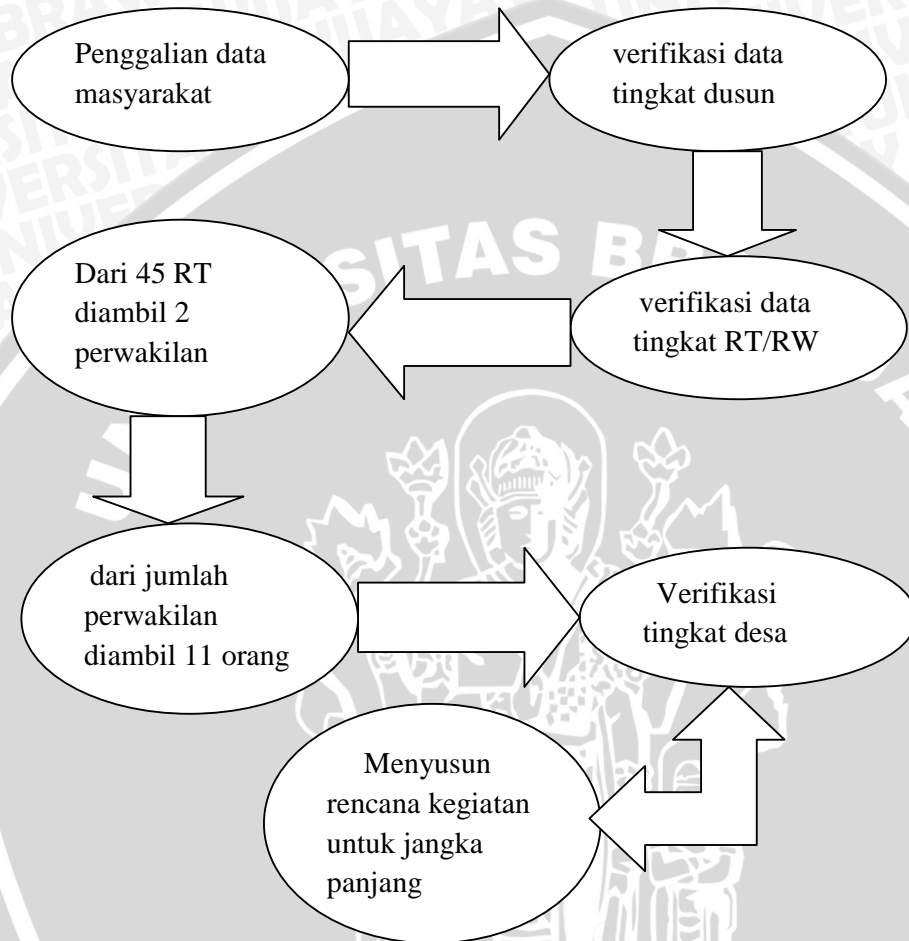 Penggalian data
masyarakat
verifikasi data
tingkat dusun
verifikasi data
tingkat RT/RW
Dari 45 RT
diambil 2
perwakilan
dari jumlah
perwakilan
diambil 11 orang
Verifikasi
tingkat desa
Menyusun
rencana kegiatan
untuk jangka
panjang